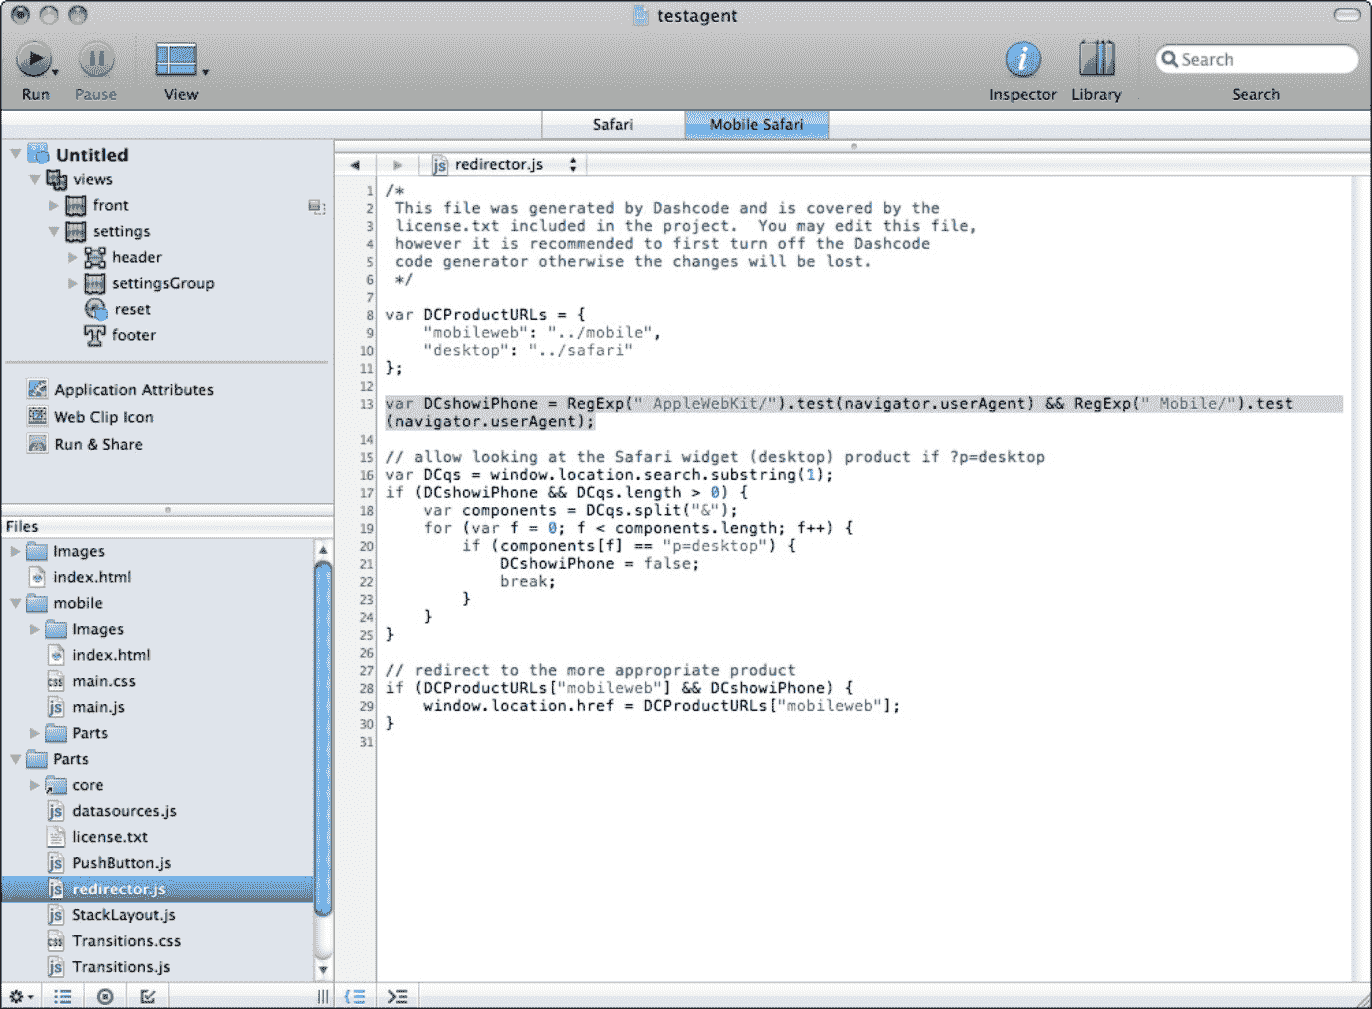 testagent
Run
Pause
View
Inspector
Library
Search
Search
Safari
Mobile Safari
Untitled
views
front
settings
header
settingsGroup
reset
footer
Application Attributes
Web Clip Icon
Run & Share
Files
Images
index.html
mobile
Images
index.html
main.css
main.js
Parts
Parts
core
datasources.js
license.txt
PushButton.js
redirector.js
StackLayout.js
Transitions.css
Transitions.js
redirector.js
1 /*
2 This file was generated by Dashcode and is covered by the
3 license.txt included in the project.  You may edit this file,
4 however it is recommended to first turn off the Dashcode
5 code generator otherwise the changes will be lost.
6 */
7
8 var DCProductURLs = {
9     "mobileweb": "../mobile",
10     "desktop": "../safari"
11 };
12
13 var DCshowiPhone = RegExp(" AppleWebKit/").test(navigator.userAgent) && RegExp(" Mobile/").test
(navigator.userAgent);
14
15 // allow looking at the Safari widget (desktop) product if ?p=desktop
16 var DCqs = window.location.search.substring(1);
17 if (DCshowiPhone && DCqs.length > 0) {
18     var components = DCqs.split("&");
19     for (var f = 0; f < components.length; f++) {
20         if (components[f] == "p=desktop") {
21             DCshowiPhone = false;
22             break;
23         }
24     }
25 }
26
27 // redirect to the more appropriate product
28 if (DCProductURLs["mobileweb"] && DCshowiPhone) {
29     window.location.href = DCProductURLs["mobileweb"];
30 }
31